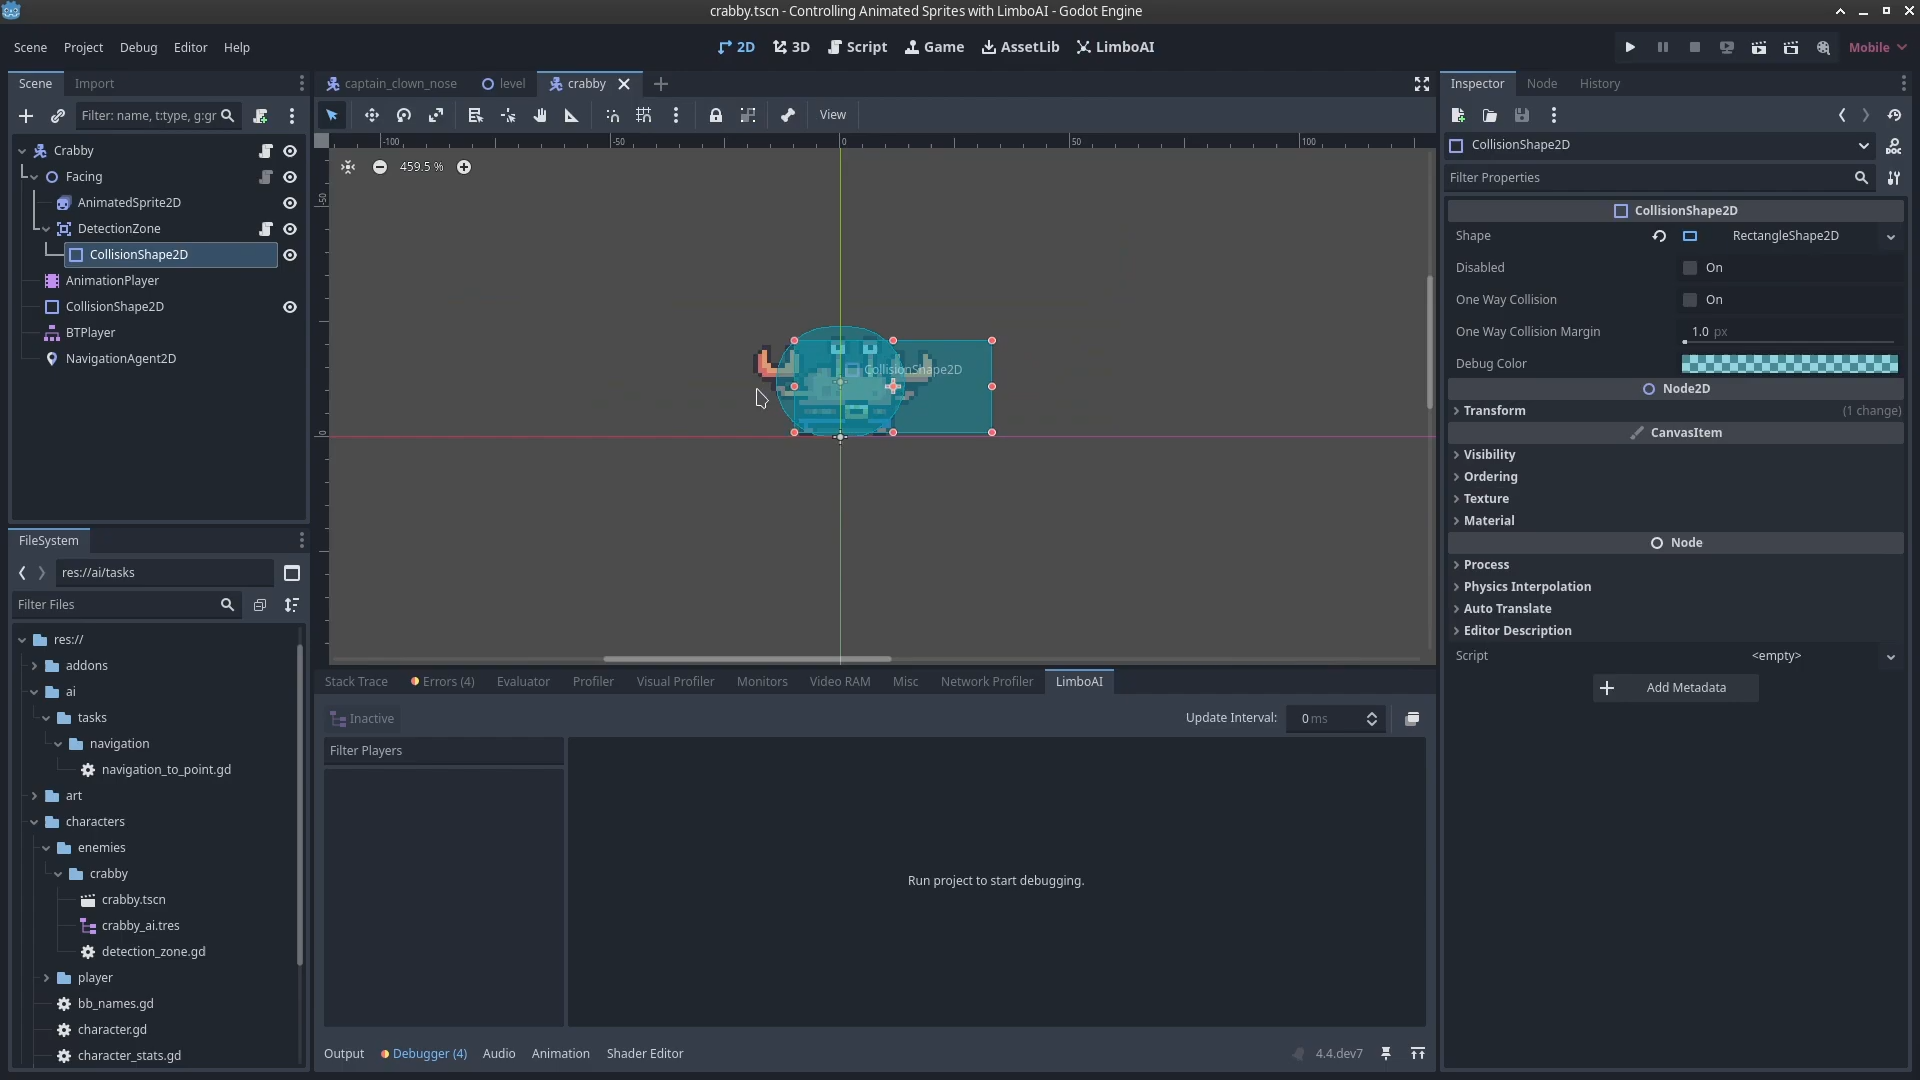 crabby.tscn - Controlling Animated Sprites with LimboAI - Godot Engine
Scene Project Debug Editor Help
2D 3D Script Game AssetLib LimboAI
Mobile
Scene Import
Filter: name, t:type, g:gr
Crabby
Facing
AnimatedSprite2D
DetectionZone
CollisionShape2D
AnimationPlayer
CollisionShape2D
BTPlayer
NavigationAgent2D
FileSystem
res://ai/tasks
Filter Files
res://
addons
ai
tasks
navigation
navigation_to_point.gd
art
characters
enemies
crabby
crabby.tscn
crabby_ai.tres
detection_zone.gd
player
bb_names.gd
character.gd
character_stats.gd
captain_clown_nose level crabby
View
-100 -50 0 50 100
-50
0
459.5 %
CollisionShape2D
Stack Trace Errors (4) Evaluator Profiler Visual Profiler Monitors Video RAM Misc Network Profiler LimboAI
Inactive
Update Interval: 0 ms
Filter Players
Run project to start debugging.
Output Debugger (4) Audio Animation Shader Editor
4.4.dev7
Inspector Node History
CollisionShape2D
DOC
Filter Properties
CollisionShape2D
Shape RectangleShape2D
Disabled On
One Way Collision On
One Way Collision Margin 1.0 px
Debug Color
Node2D
Transform (1 change)
CanvasItem
Visibility
Ordering
Texture
Material
Node
Process
Physics Interpolation
Auto Translate
Editor Description
Script <empty>
Add Metadata